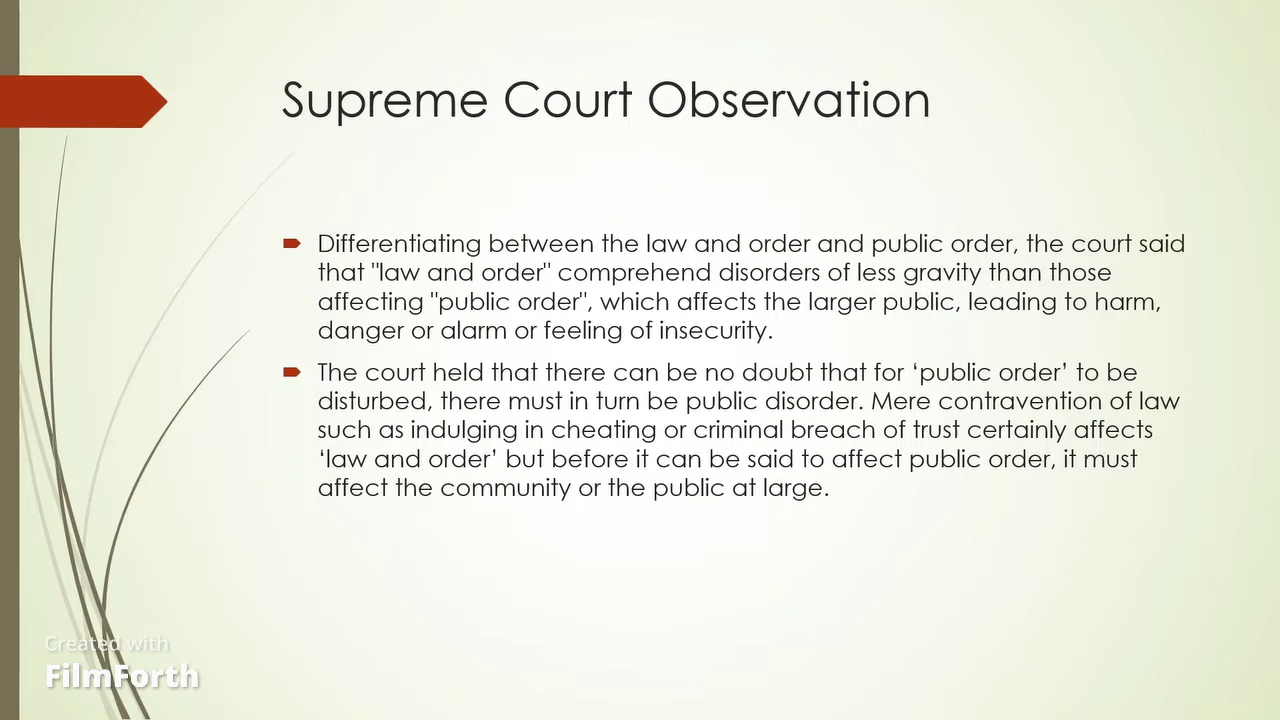 Supreme Court Observation
Differentiating between the law and order and public order, the court said
that "law and order" comprehend disorders of less gravity than those
affecting "public order", which affects the larger public, leading to harm,
danger or alarm or feeling of insecurity.
The court held that there can be no doubt that for ‘public order’ to be
disturbed, there must in turn be public disorder. Mere contravention of law
such as indulging in cheating or criminal breach of trust certainly affects
‘law and order’ but before it can be said to affect public order, it must
affect the community or the public at large.
Created with
FilmForth